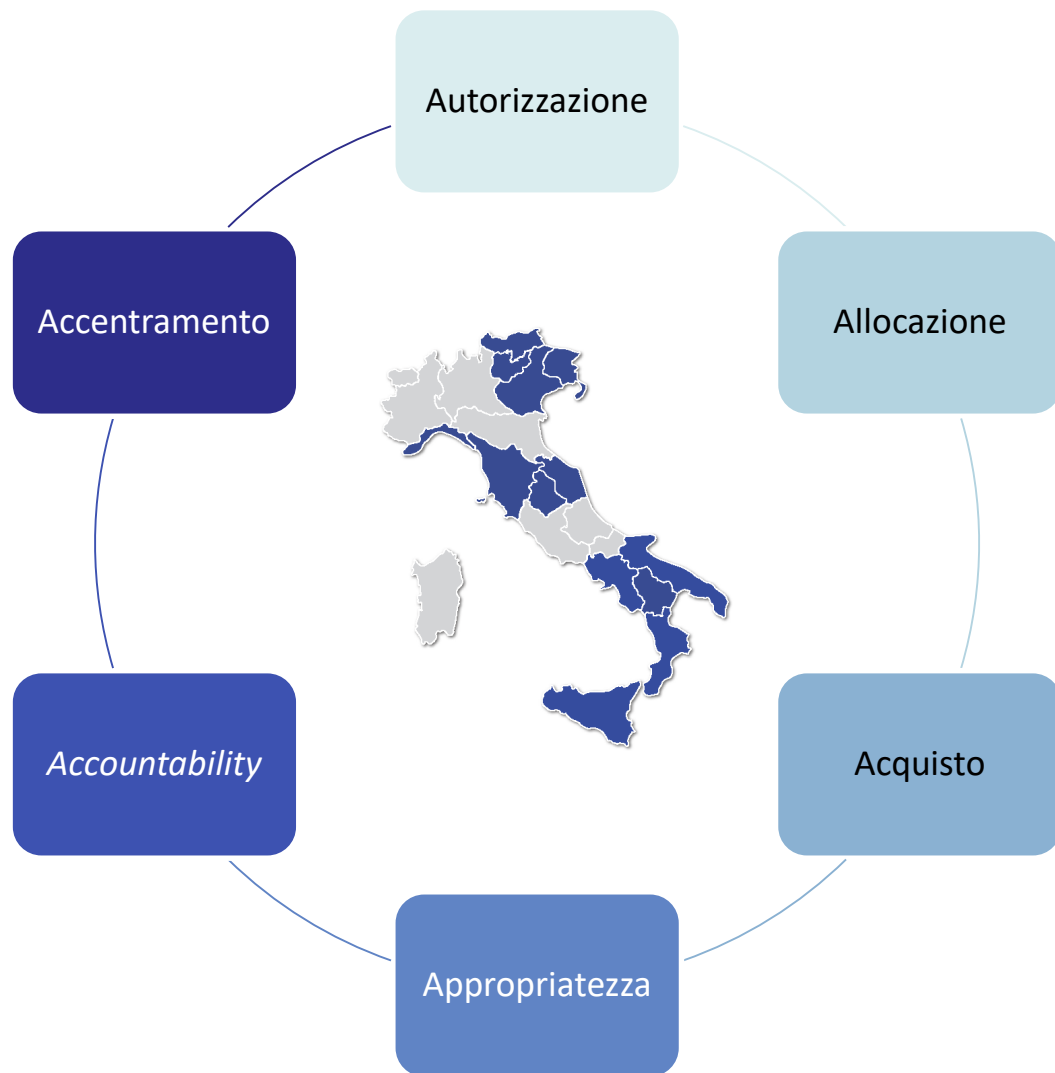 Autorizzazione
Allocazione
Acquisto
Appropriatezza
Accountability
Accentramento